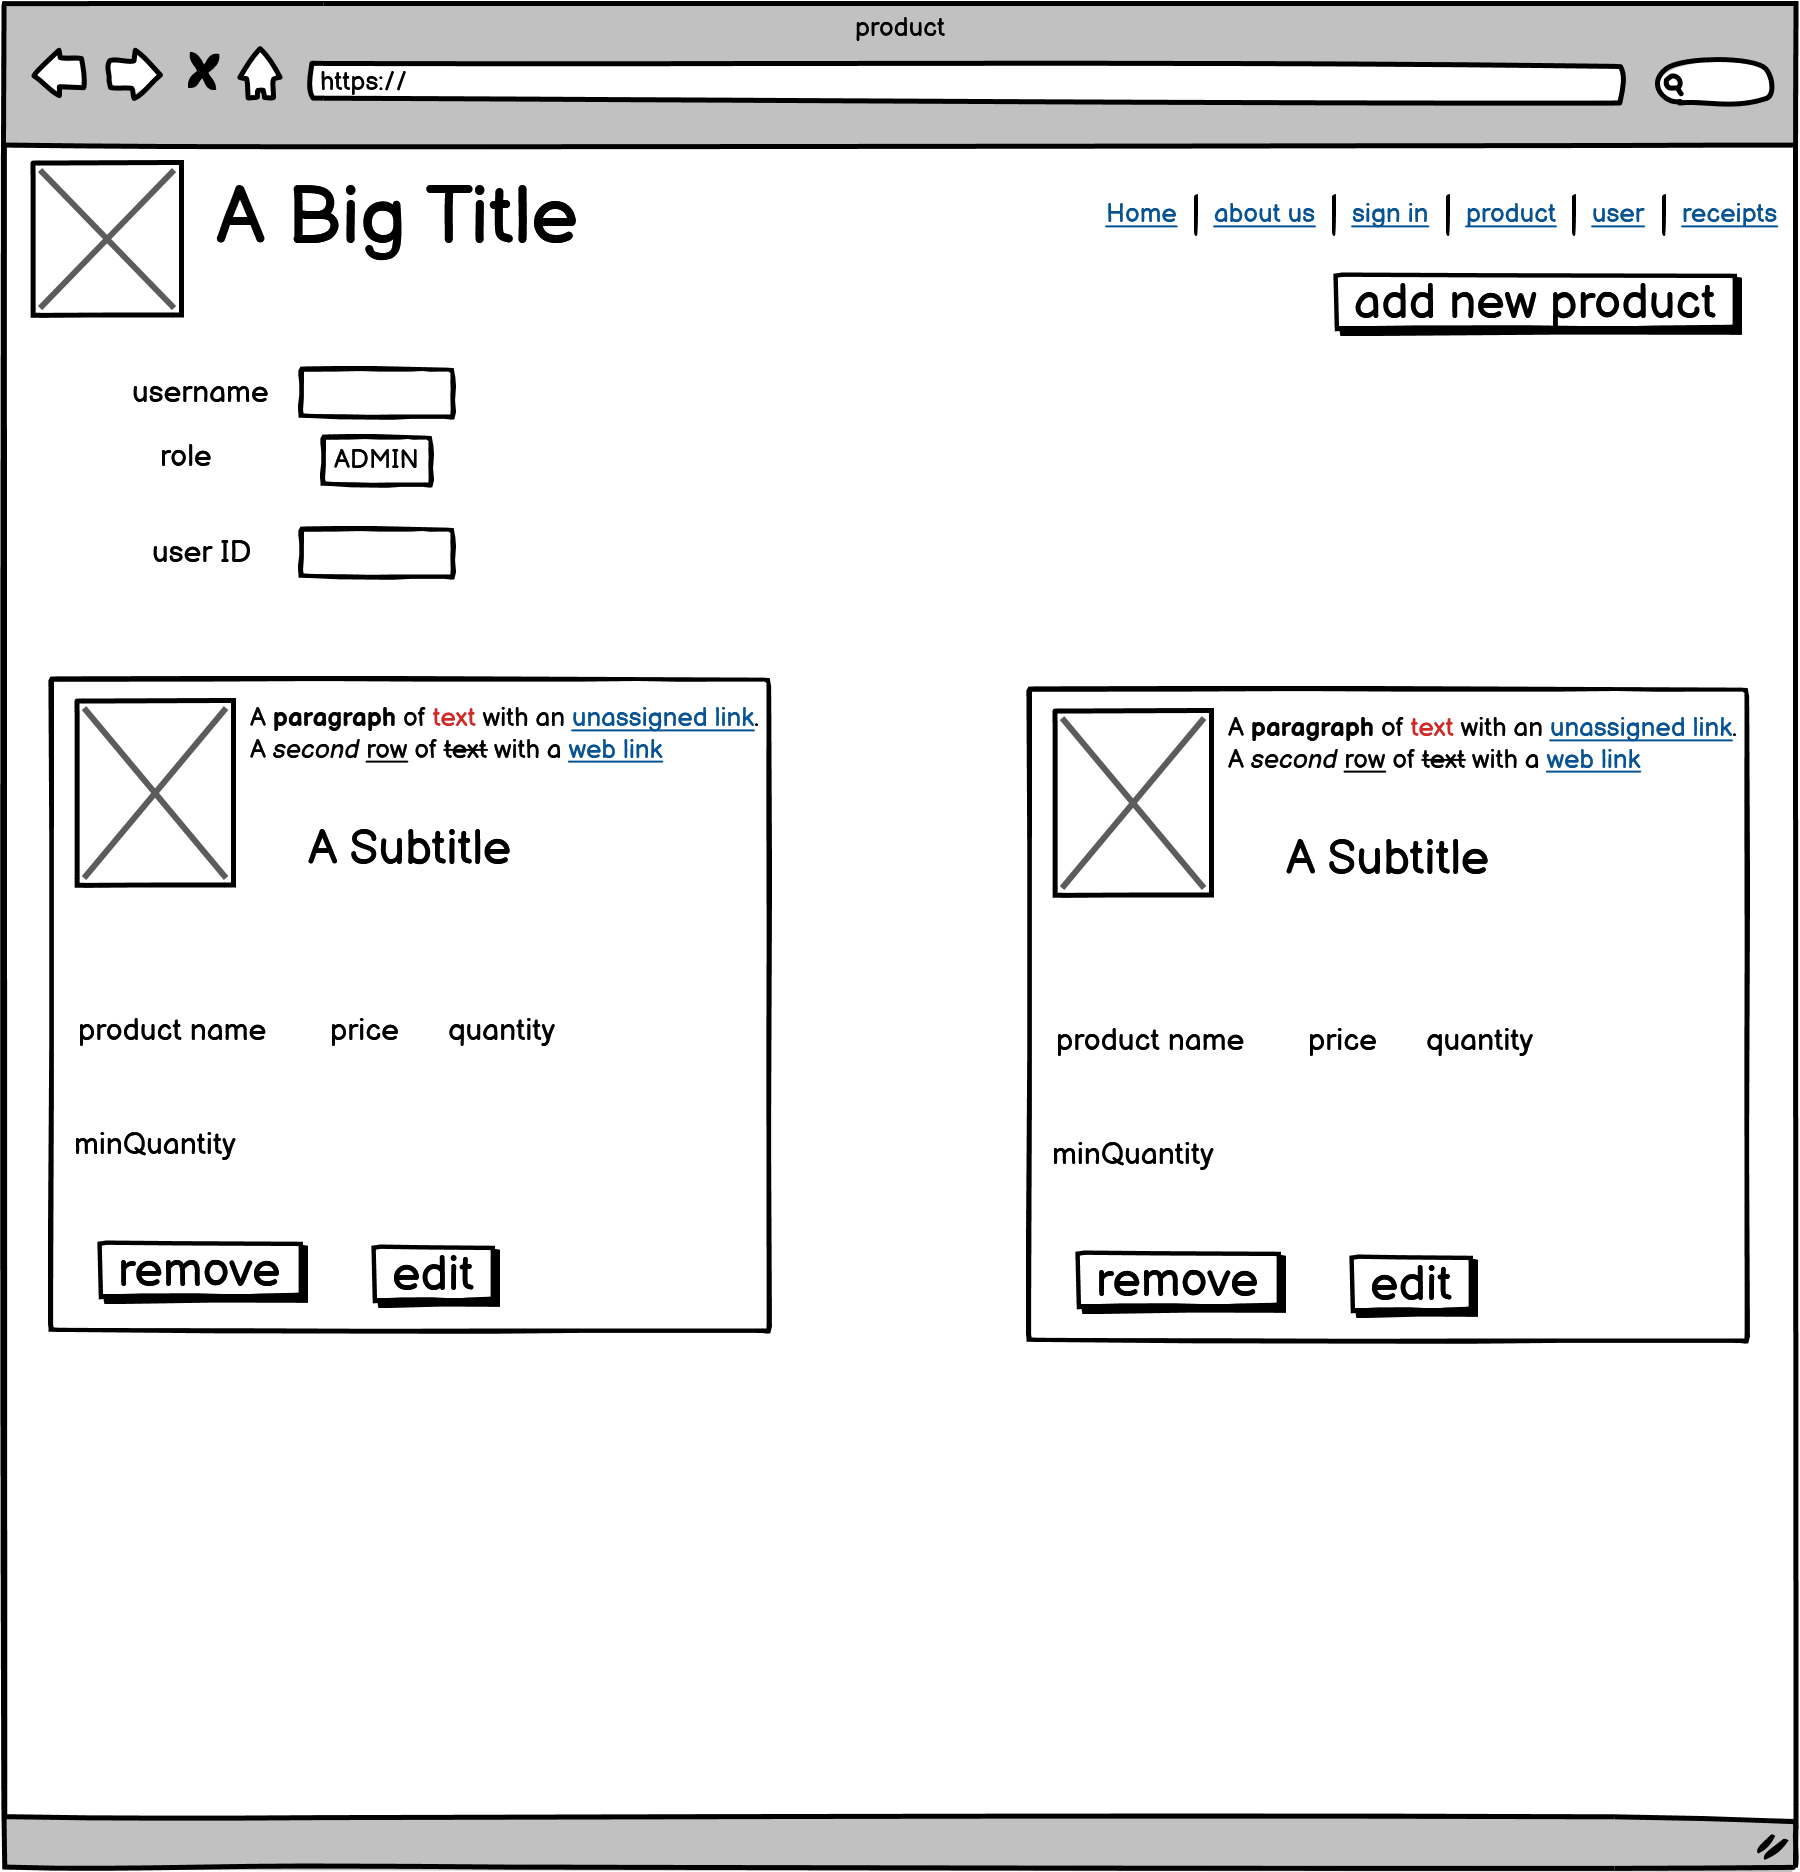 product
https://
A Big Title
Home about us sign in product user receipts
add new product
username
role ADMIN
user ID
A paragraph of text with an unassigned link.
A second row of text with a web link
A Subtitle
product name price quantity
minQuantity
remove edit
A paragraph of text with an unassigned link.
A second row of text with a web link
A Subtitle
product name price quantity
minQuantity
remove edit